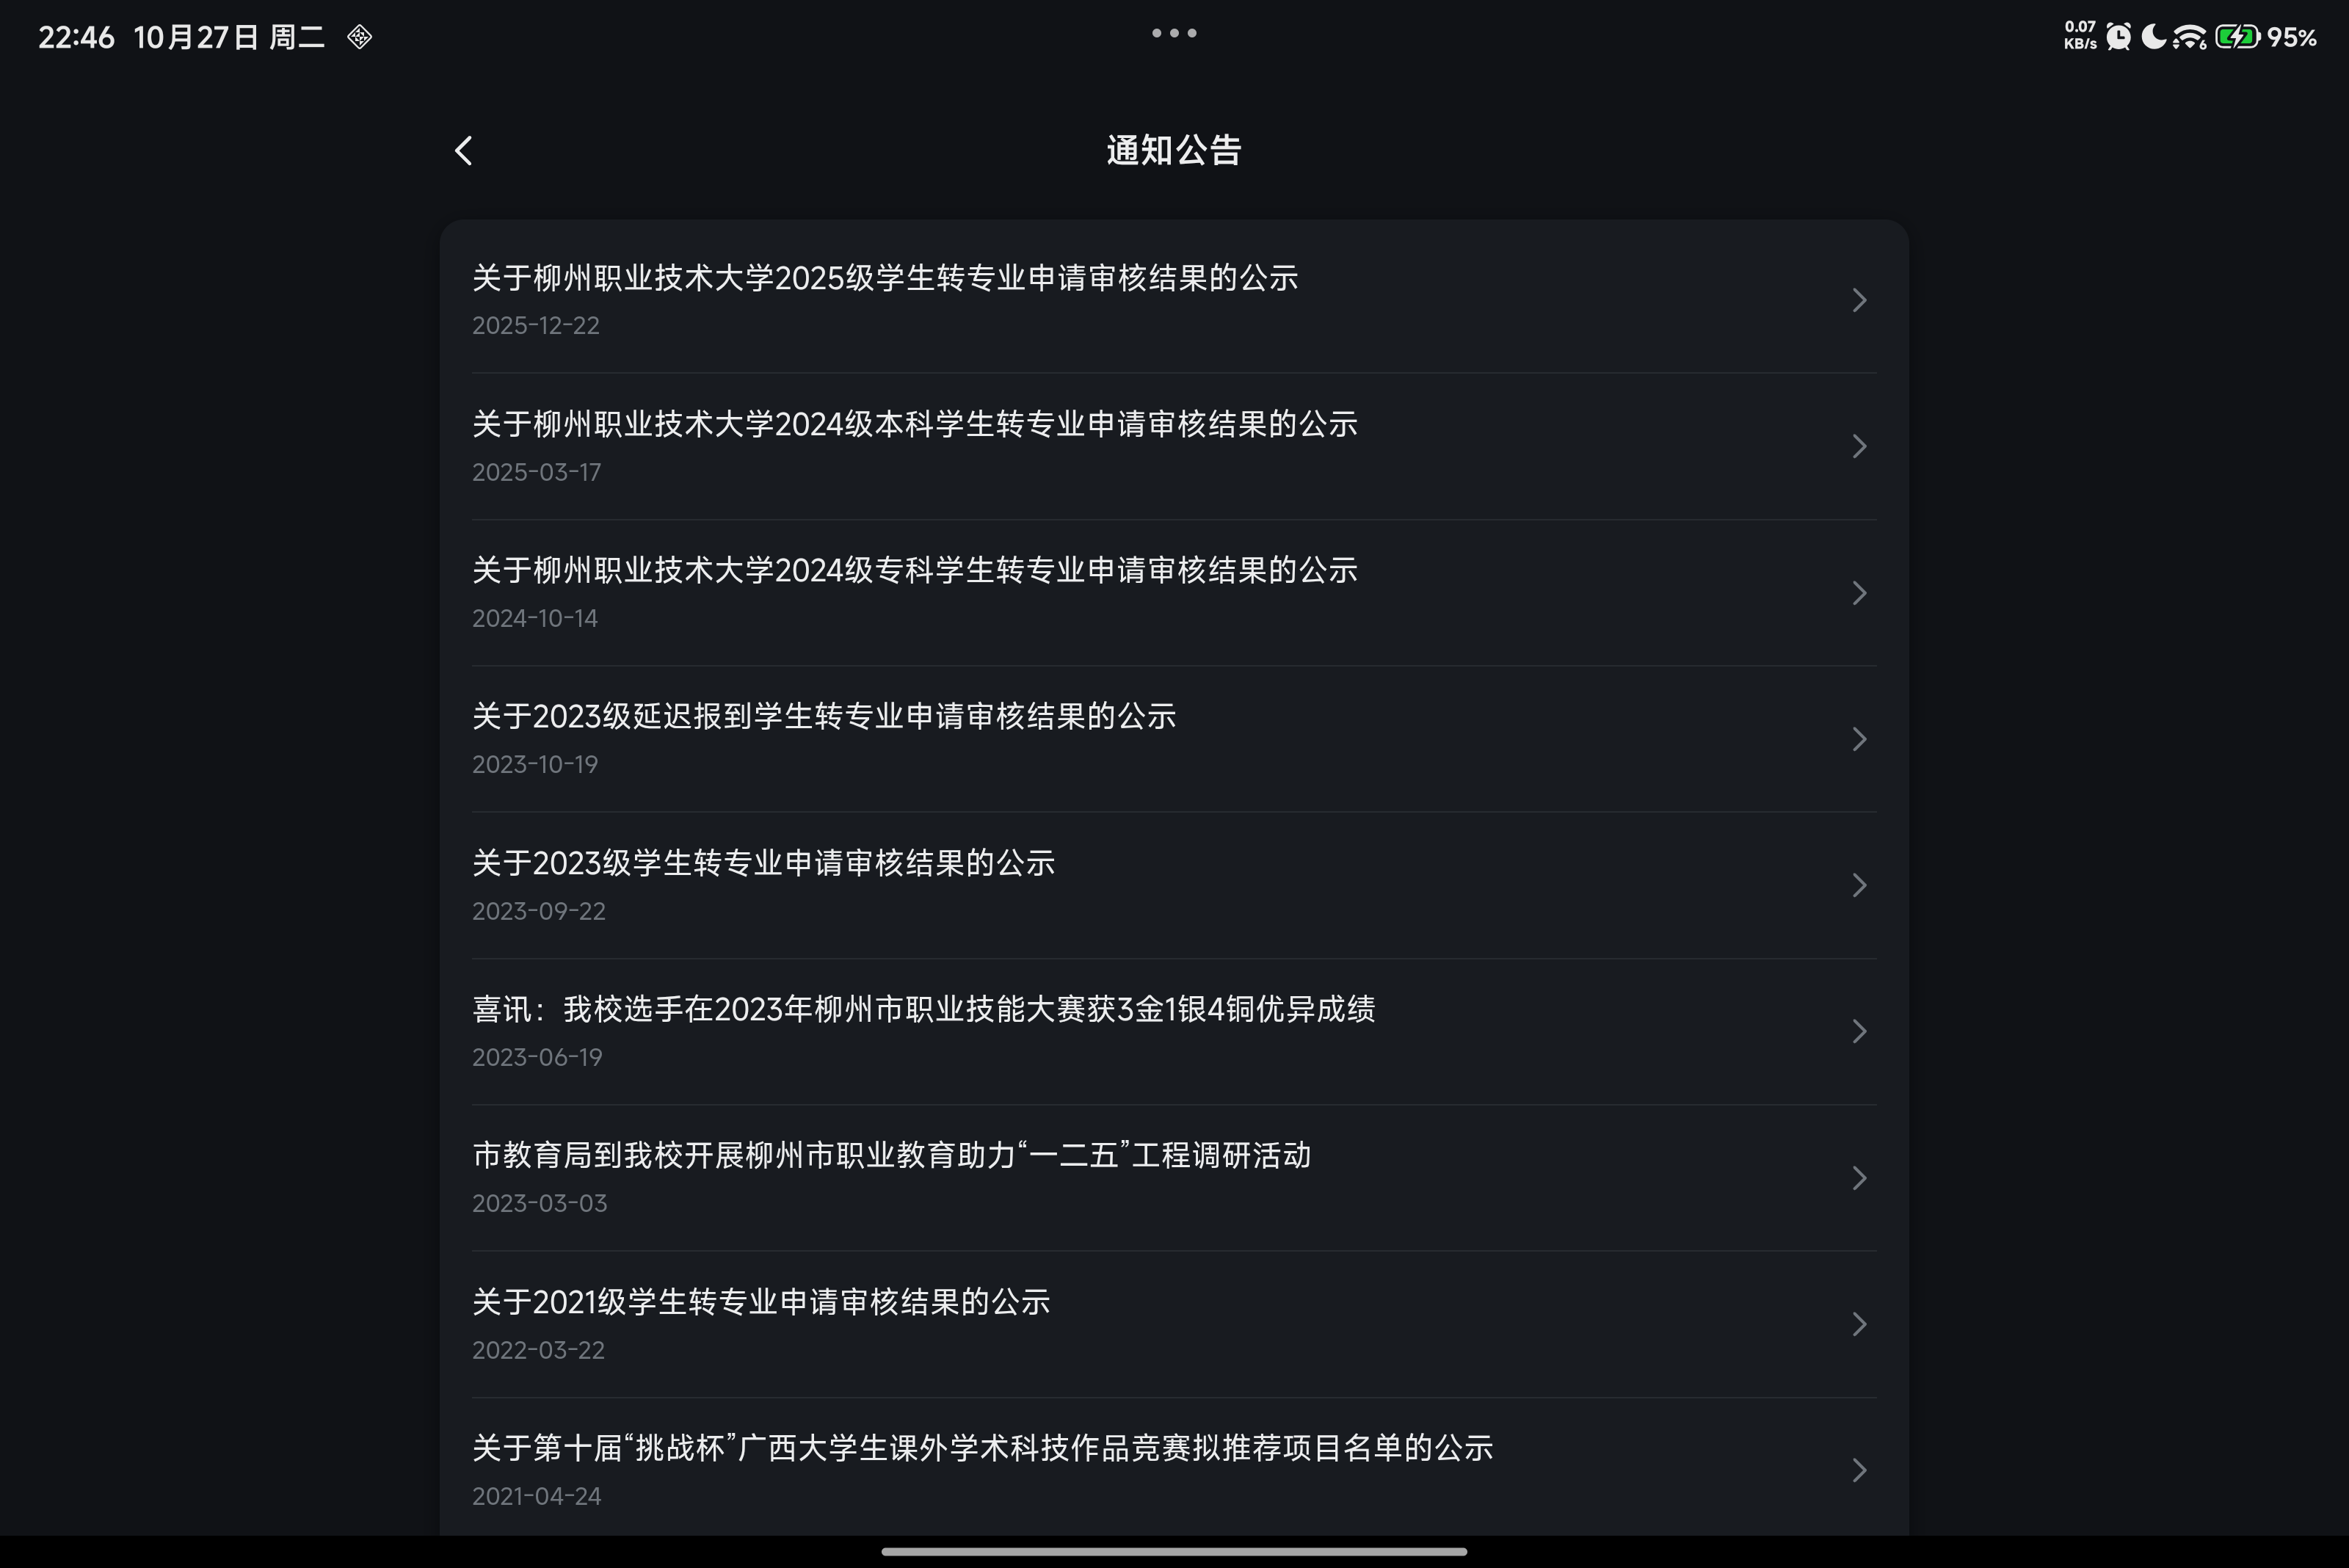 22:46 10月27日 周二
0.07 KB/s 6 95%
通知公告
关于柳州职业技术大学2025级学生转专业申请审核结果的公示
2025-12-22
关于柳州职业技术大学2024级本科学生转专业申请审核结果的公示
2025-03-17
关于柳州职业技术大学2024级专科学生转专业申请审核结果的公示
2024-10-14
关于2023级延迟报到学生转专业申请审核结果的公示
2023-10-19
关于2023级学生转专业申请审核结果的公示
2023-09-22
喜讯：我校选手在2023年柳州市职业技能大赛获3金1银4铜优异成绩
2023-06-19
市教育局到我校开展柳州市职业教育助力“一二五”工程调研活动
2023-03-03
关于2021级学生转专业申请审核结果的公示
2022-03-22
关于第十届“挑战杯”广西大学生课外学术科技作品竞赛拟推荐项目名单的公示
2021-04-24